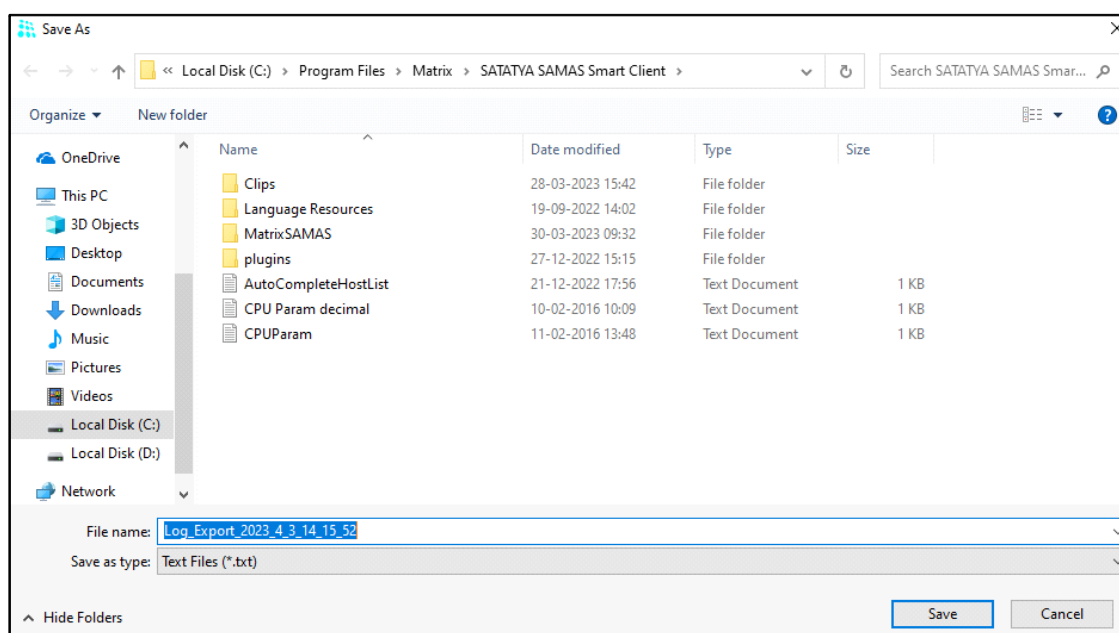 Save As
« Local Disk (C:) › Program Files › Matrix › SATATYA SAMAS Smart Client ›
Search SATATYA SAMAS Smar...
Organize
New folder
Name Date modified Type Size
OneDrive
This PC
3D Objects
Desktop
Documents
Downloads
Music
Pictures
Videos
Local Disk (C:)
Local Disk (D:)
Network
Clips 28-03-2023 15:42 File folder
Language Resources 19-09-2022 14:02 File folder
MatrixSAMAS 30-03-2023 09:32 File folder
plugins 27-12-2022 15:15 File folder
AutoCompleteHostList 21-12-2022 17:56 Text Document 1 KB
CPU Param decimal 10-02-2016 10:09 Text Document 1 KB
CPUParam 11-02-2016 13:48 Text Document 1 KB
File name: Log_Export_2023_4_3_14_15_52
Save as type: Text Files (*.txt)
Hide Folders
Save
Cancel